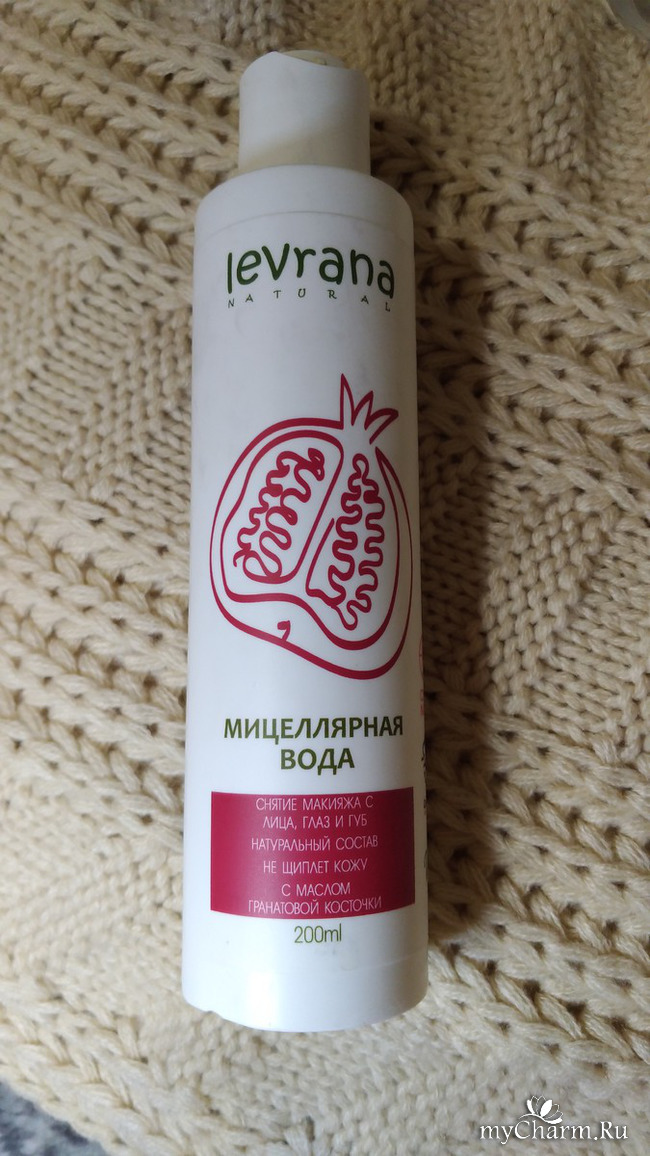 levrana
NATURAL
МИЦЕЛЛЯРНАЯ
ВОДА
СНЯТИЕ МАКИЯЖА С
ЛИЦА, ГЛАЗ И ГУБ
НАТУРАЛЬНЫЙ СОСТАВ
НЕ ЩИПЛЕТ КОЖУ
С МАСЛОМ
ГРАНАТОВОЙ КОСТОЧКИ
200ml
myCharm.Ru